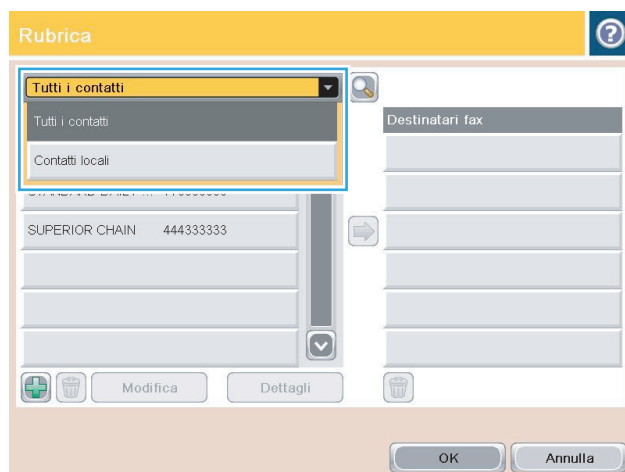 Rubrica
Tutti i contatti
Tutti i contatti
Destinatari fax
Contatti locali
SUPERIOR CHAIN 444333333
Modifica
Dettagli
OK
Annulla